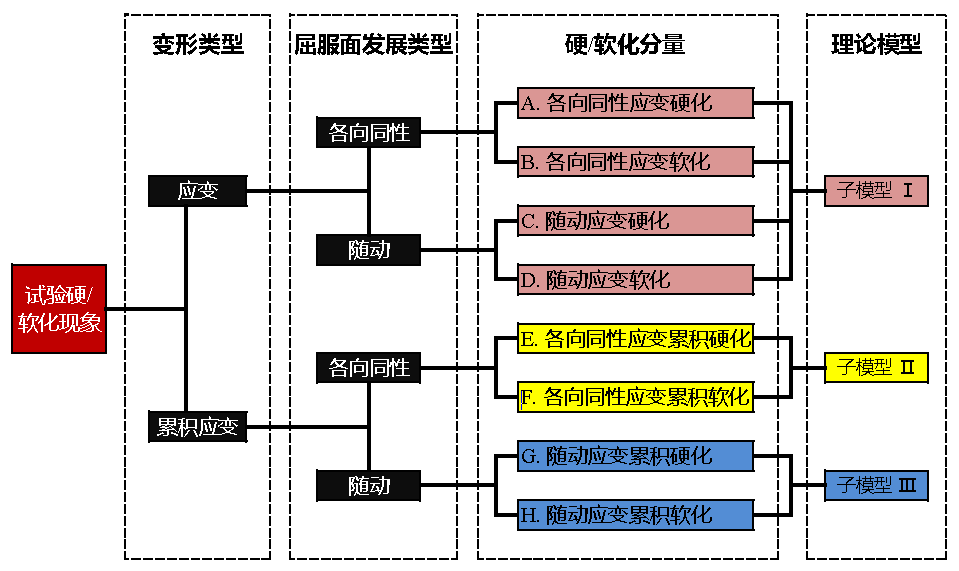 变形类型
屈服面发展类型
硬/软化分量
理论模型
试验硬/
软化现象
应变
累积应变
各向同性
随动
各向同性
随动
A. 各向同性应变硬化
B. 各向同性应变软化
C. 随动应变硬化
D. 随动应变软化
E. 各向同性应变累积硬化
F. 各向同性应变累积软化
G. 随动应变累积硬化
H. 随动应变累积软化
子模型 Ⅰ
子模型 Ⅱ
子模型 Ⅲ